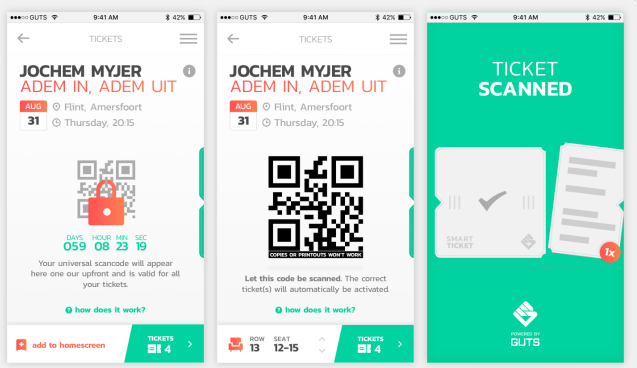 GUTS 9:41 AM 42%
TICKETS
JOCHEM MYJER
ADEM IN, ADEM UIT
AUG
31
Flint, Amersfoort
Thursday, 20:15
DAYS HOUR MIN SEC
059 08 23 19
Your universal scancode will appear
here one our upfront and is valid for all
your tickets.
how does it work?
add to homescreen
TICKETS
4
GUTS 9:41 AM 42%
TICKETS
JOCHEM MYJER
ADEM IN, ADEM UIT
AUG
31
Flint, Amersfoort
Thursday, 20:15
COPIES OR PRINTOUTS WON'T WORK
Let this code be scanned. The correct
ticket(s) will automatically be activated.
how does it work?
ROW SEAT
13 12-15
TICKETS
4
GUTS 9:41 AM 42%
TICKET
SCANNED
SMART
TICKET
1x
POWERED BY
GUTS